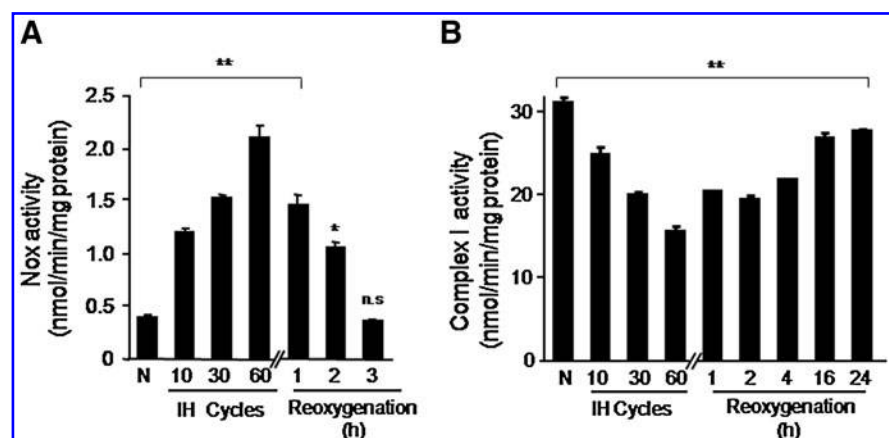 A
**
Nox activity
(nmol/min/mg protein)
2.5
2.0
1.5
1.0
0.5
0
*
n.s
N 10 30 60 1 2 3
IH Cycles
Reoxygenation
(h)
B
**
Complex I activity
(nmol/min/mg protein)
30
20
10
0
N 10 30 60 1 2 4 16 24
IH Cycles
Reoxygenation
(h)